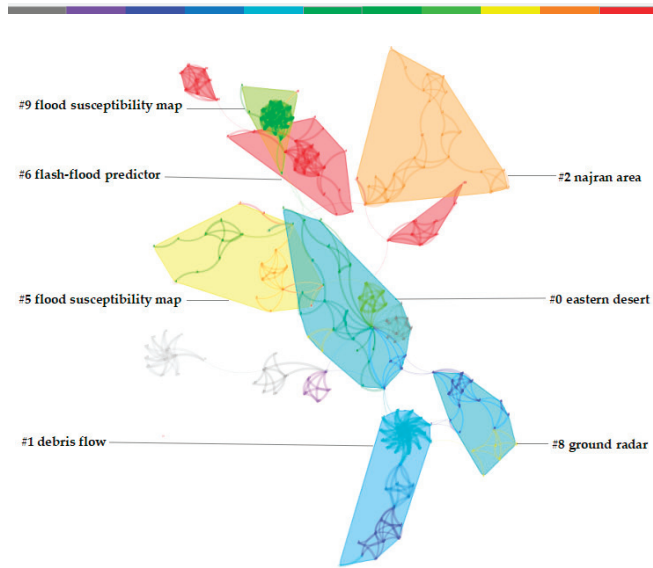 #9 flood susceptibility map
#6 flash-flood predictor
#2 najran area
#5 flood susceptibility map
#0 eastern desert
#1 debris flow
#8 ground radar